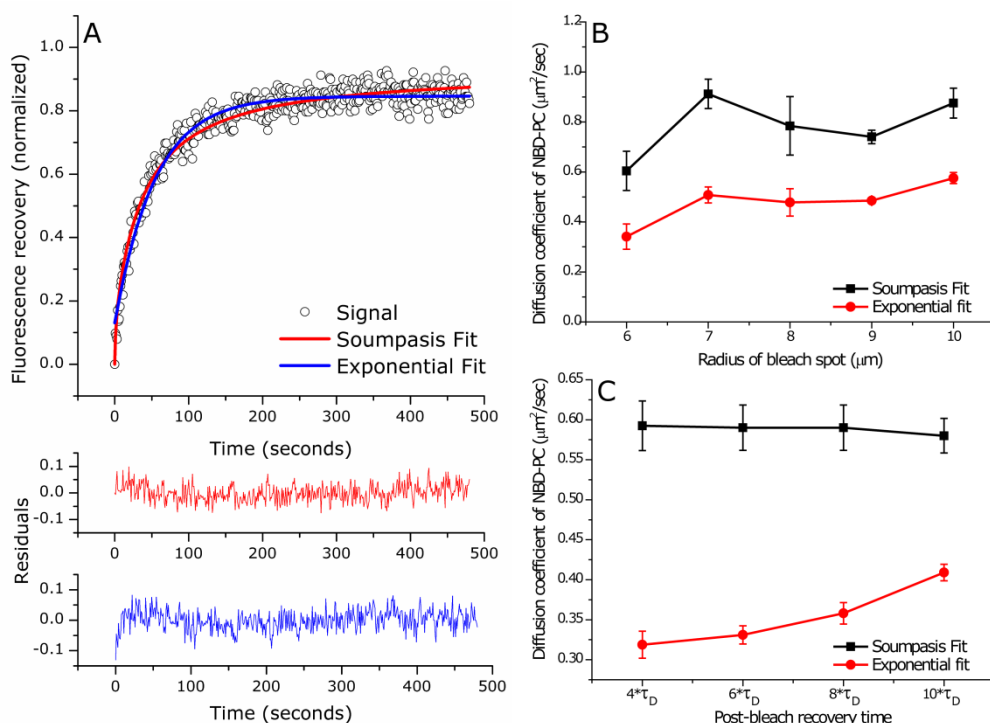 A
Fluorescence recovery (normalized)
1.0
0.8
0.6
0.4
0.2
0.0
Signal
Soumpasis Fit
Exponential Fit
0 100 200 300 400 500
Time (seconds)
Residuals
0.1
0.0
-0.1
0 100 200 300 400 500
Time (seconds)
0.1
0.0
-0.1
0 100 200 300 400 500
Time (seconds)
B
Diffusion coefficient of NBD-PC (μm²/sec)
1.2
1.0
0.8
0.6
0.4
0.2
0.0
Soumpasis Fit
Exponential fit
6 7 8 9 10
Radius of bleach spot (μm)
C
Diffusion coefficient of NBD-PC (μm²/sec)
0.65
0.60
0.55
0.50
0.45
0.40
0.35
0.30
Soumpasis Fit
Exponential fit
4*τD 6*τD 8*τD 10*τD
Post-bleach recovery time